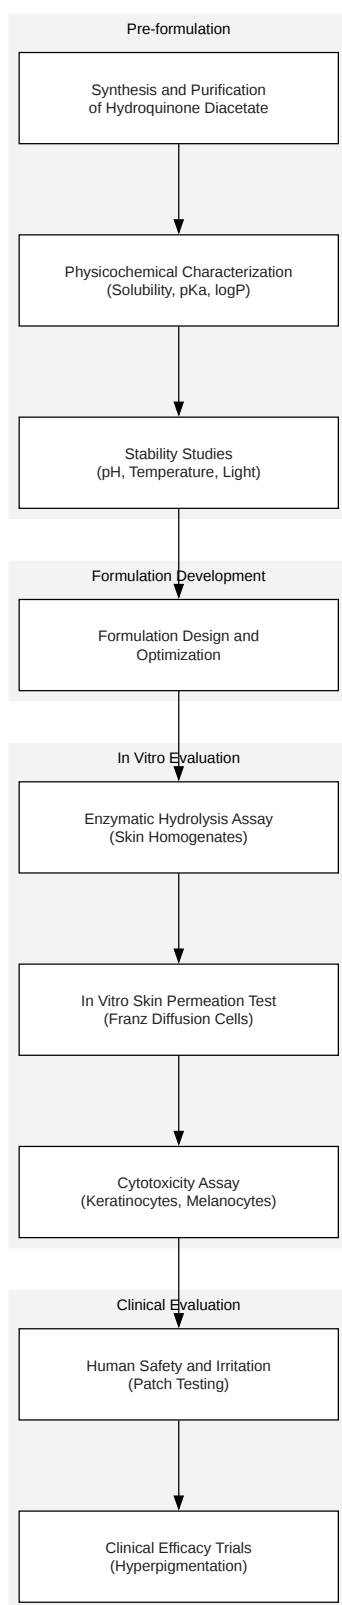 Pre-formulation
Synthesis and Purification
of Hydroquinone Diacetate
Physicochemical Characterization
(Solubility, pKa, logP)
Stability Studies
(pH, Temperature, Light)
Formulation Development
Formulation Design and
Optimization
In Vitro Evaluation
Enzymatic Hydrolysis Assay
(Skin Homogenates)
In Vitro Skin Permeation Test
(Franz Diffusion Cells)
Cytotoxicity Assay
(Keratinocytes, Melanocytes)
Clinical Evaluation
Human Safety and Irritation
(Patch Testing)
Clinical Efficacy Trials
(Hyperpigmentation)